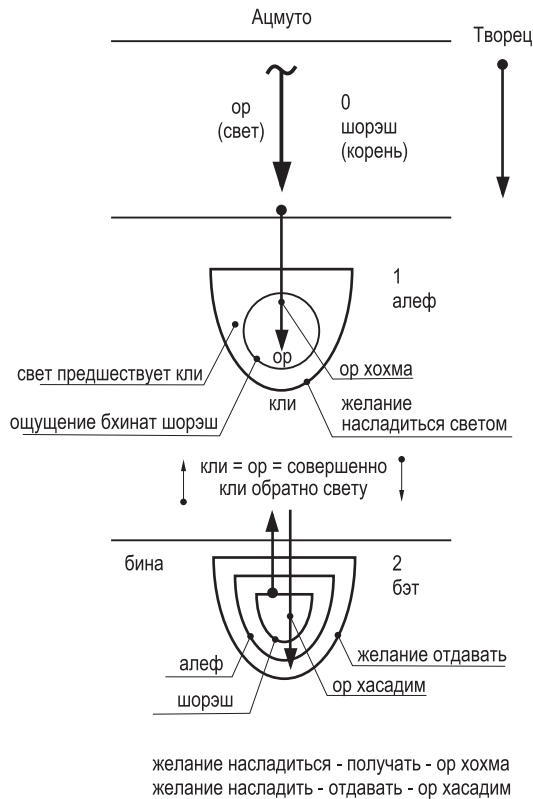 Ацмуто
Творец
ор
(свет)
0
шорэш
(корень)
1
алеф
ор
свет предшествует кли
ор хохма
ощущение бхинат шорэш
кли
желание
насладиться светом
кли = ор = совершенно
кли обратно свету
бина
2
бэт
желание отдавать
алеф
ор хасадим
шорэш
желание насладиться - получать - ор хохма
желание насладить - отдавать - ор хасадим